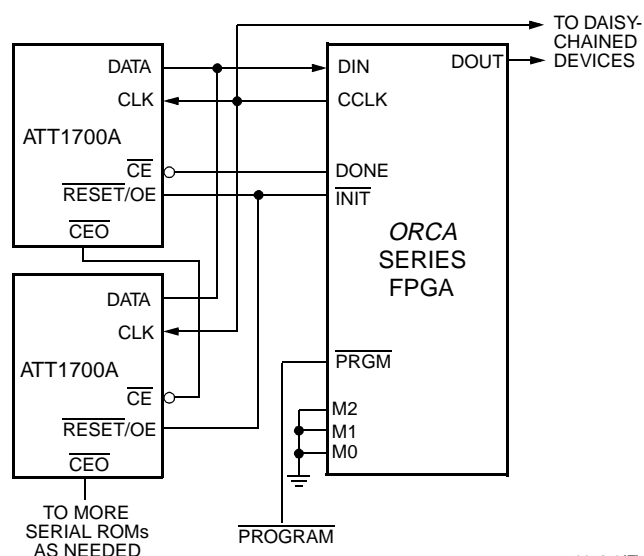 TO DAISY-
CHAINED
DEVICES
DATA
CLK
ATT1700A
CE
RESET/OE
CEO
DIN
DOUT
CCLK
DONE
INIT
ORCA
SERIES
FPGA
PRGM
M2
M1
M0
DATA
CLK
ATT1700A
CE
RESET/OE
CEO
TO MORE
SERIAL ROMs
AS NEEDED
PROGRAM